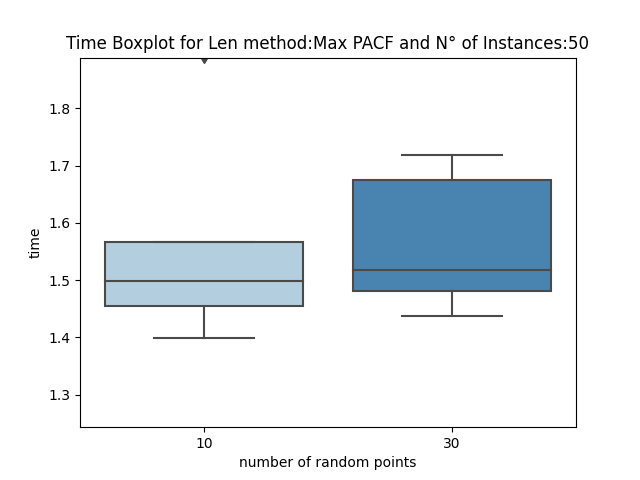 Time Boxplot for Len method:Max PACF and N° of Instances:50
1.8
1.7
1.6
1.5
1.4
1.3
time
10 30
number of random points